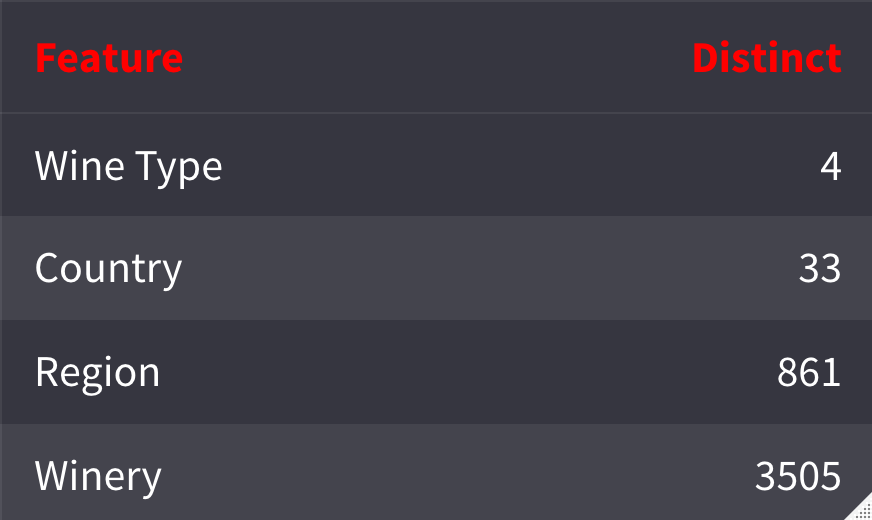 Feature Distinct
Wine Type 4
Country 33
Region 861
Winery 3505